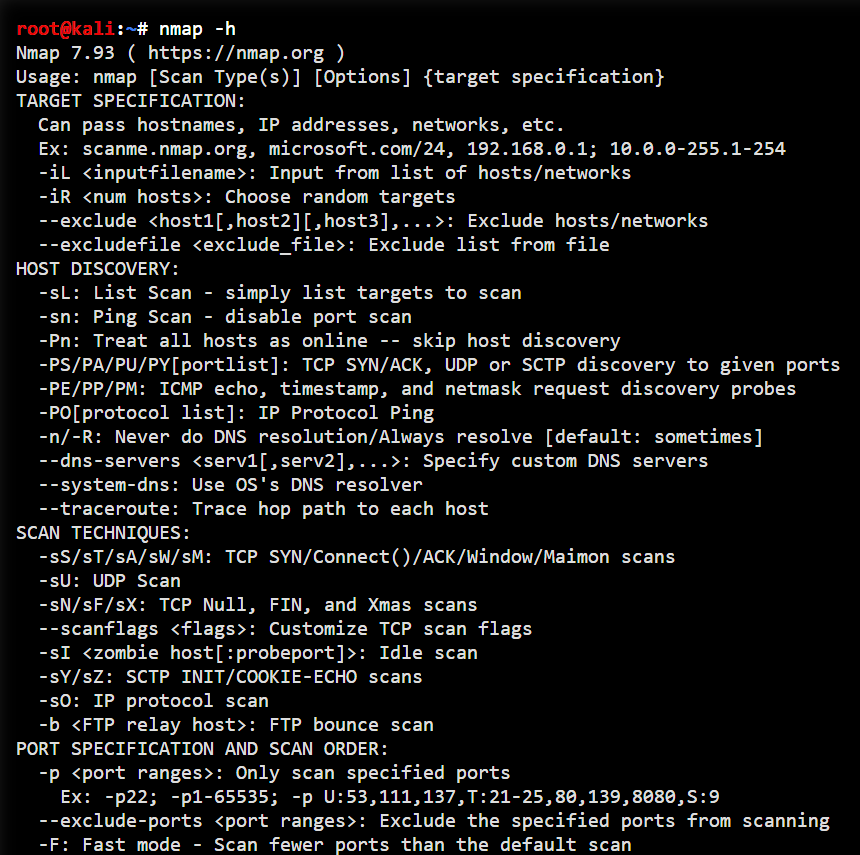 root@kali:~# nmap -h
Nmap 7.93 ( https://nmap.org )
Usage: nmap [Scan Type(s)] [Options] {target specification}
TARGET SPECIFICATION:
  Can pass hostnames, IP addresses, networks, etc.
  Ex: scanme.nmap.org, microsoft.com/24, 192.168.0.1; 10.0.0-255.1-254
  -iL <inputfilename>: Input from list of hosts/networks
  -iR <num hosts>: Choose random targets
  --exclude <host1[,host2][,host3],...>: Exclude hosts/networks
  --excludefile <exclude_file>: Exclude list from file
HOST DISCOVERY:
  -sL: List Scan - simply list targets to scan
  -sn: Ping Scan - disable port scan
  -Pn: Treat all hosts as online -- skip host discovery
  -PS/PA/PU/PY[portlist]: TCP SYN/ACK, UDP or SCTP discovery to given ports
  -PE/PP/PM: ICMP echo, timestamp, and netmask request discovery probes
  -PO[protocol list]: IP Protocol Ping
  -n/-R: Never do DNS resolution/Always resolve [default: sometimes]
  --dns-servers <serv1[,serv2],...>: Specify custom DNS servers
  --system-dns: Use OS's DNS resolver
  --traceroute: Trace hop path to each host
SCAN TECHNIQUES:
  -sS/sT/sA/sW/sM: TCP SYN/Connect()/ACK/Window/Maimon scans
  -sU: UDP Scan
  -sN/sF/sX: TCP Null, FIN, and Xmas scans
  --scanflags <flags>: Customize TCP scan flags
  -sI <zombie host[:probeport]>: Idle scan
  -sY/sZ: SCTP INIT/COOKIE-ECHO scans
  -sO: IP protocol scan
  -b <FTP relay host>: FTP bounce scan
PORT SPECIFICATION AND SCAN ORDER:
  -p <port ranges>: Only scan specified ports
    Ex: -p22; -p1-65535; -p U:53,111,137,T:21-25,80,139,8080,S:9
  --exclude-ports <port ranges>: Exclude the specified ports from scanning
  -F: Fast mode - Scan fewer ports than the default scan